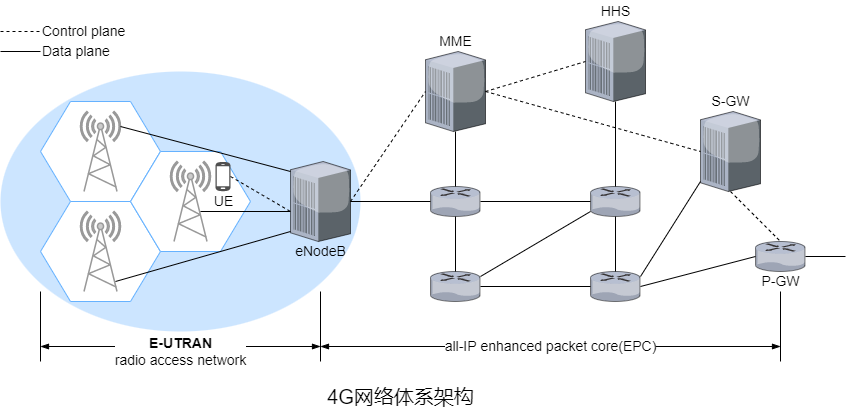 Control plane
Data plane
HHS
MME
S-GW
UE
eNodeB
P-GW
E-UTRAN
radio access network
all-IP enhanced packet core(EPC)
4G网络体系架构